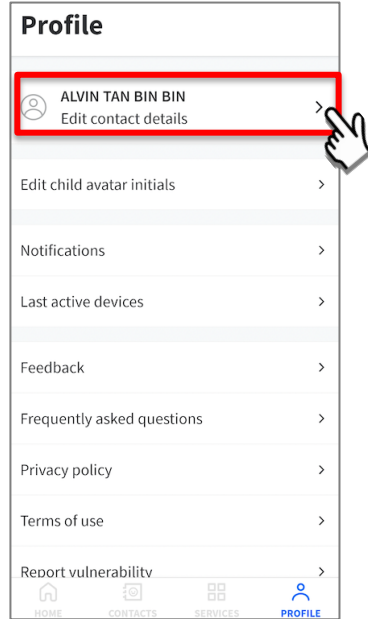 Profile
ALVIN TAN BIN BIN
Edit contact details
Edit child avatar initials
Notifications
Last active devices
Feedback
Frequently asked questions
Privacy policy
Terms of use
Report vulnerability
HOME CONTACTS SERVICES PROFILE